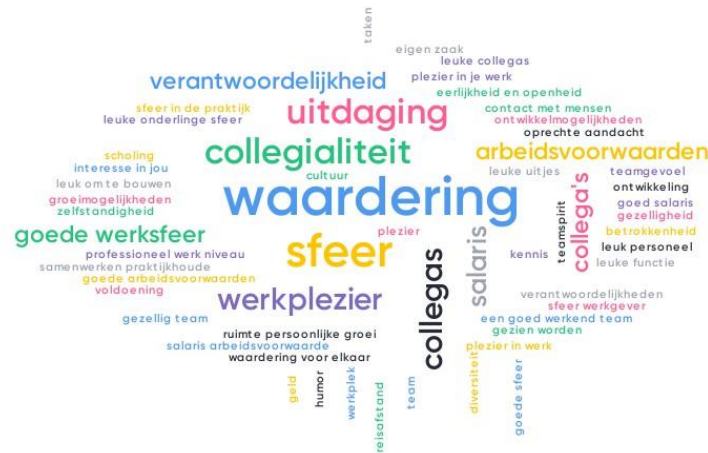 taken
eigen zaak
leuke collegas
verantwoordelijkheid
plezier in je werk
eerlijkheid en openheid
sfeer in de praktijk
uitdaging
contact met mensen
leuke onderlinge sfeer
ontwikkelmogelijkheden
oprechte aandacht
scholing
collegialiteit
arbeidsvoorwaarden
interesse in jou
cultuur
leuke uitjes
teamgevoel
leuk om te bouwen
waardering
ontwikkeling
groeimogelijkheden
goed salaris
zelfstandigheid
teamspirit
collega's
gezelligheid
goede werksfeer
sfeer
plezier
betrokkenheid
professioneel werk niveau
collegas
salaris
kennis
leuk personeel
samenwerken praktijkhoude
leuke functie
goede arbeidsvoorwaarden
voldoening
werkplezier
verantwoordelijkheden
sfeer werkgever
gezellig team
een goed werkend team
ruimte persoonlijke groei
gezien worden
salaris arbeidsvoorwaarde
plezier in werk
waardering voor elkaar
geld
humor
werkplek
reisafstand
team
diversiteit
goede sfeer